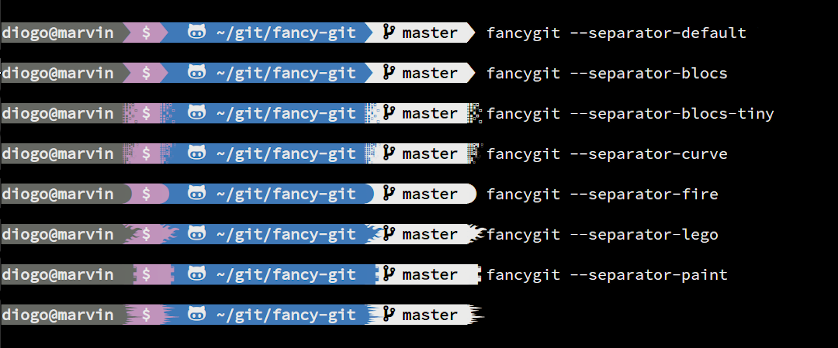 diogo@marvin $ ~/git/fancy-git master fancygit --separator-default
diogo@marvin $ ~/git/fancy-git master fancygit --separator-blocs
diogo@marvin $ ~/git/fancy-git master fancygit --separator-blocs-tiny
diogo@marvin $ ~/git/fancy-git master fancygit --separator-curve
diogo@marvin $ ~/git/fancy-git master fancygit --separator-fire
diogo@marvin $ ~/git/fancy-git master fancygit --separator-lego
diogo@marvin $ ~/git/fancy-git master fancygit --separator-paint
diogo@marvin $ ~/git/fancy-git master